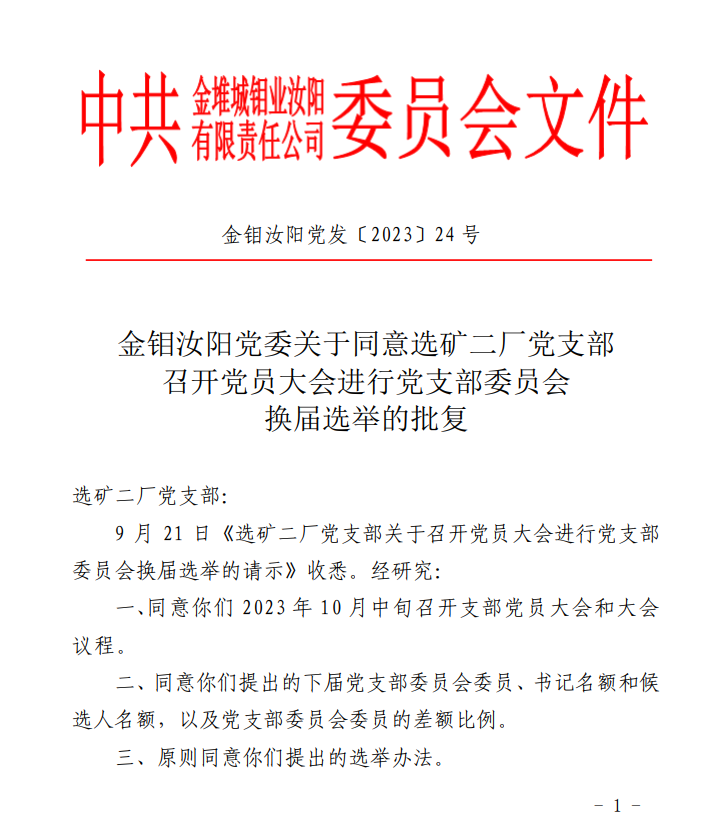 中共金堆城钼业汝阳有限责任公司委员会文件
金钼汝阳党发〔2023〕24 号
金钼汝阳党委关于同意选矿二厂党支部
召开党员大会进行党支部委员会
换届选举的批复
选矿二厂党支部：
9 月 21 日《选矿二厂党支部关于召开党员大会进行党支部
委员会换届选举的请示》收悉。经研究：
一、同意你们 2023 年 10 月中旬召开支部党员大会和大会
议程。
二、同意你们提出的下届党支部委员会委员、书记名额和候
选人名额，以及党支部委员会委员的差额比例。
三、原则同意你们提出的选举办法。
- 1 -